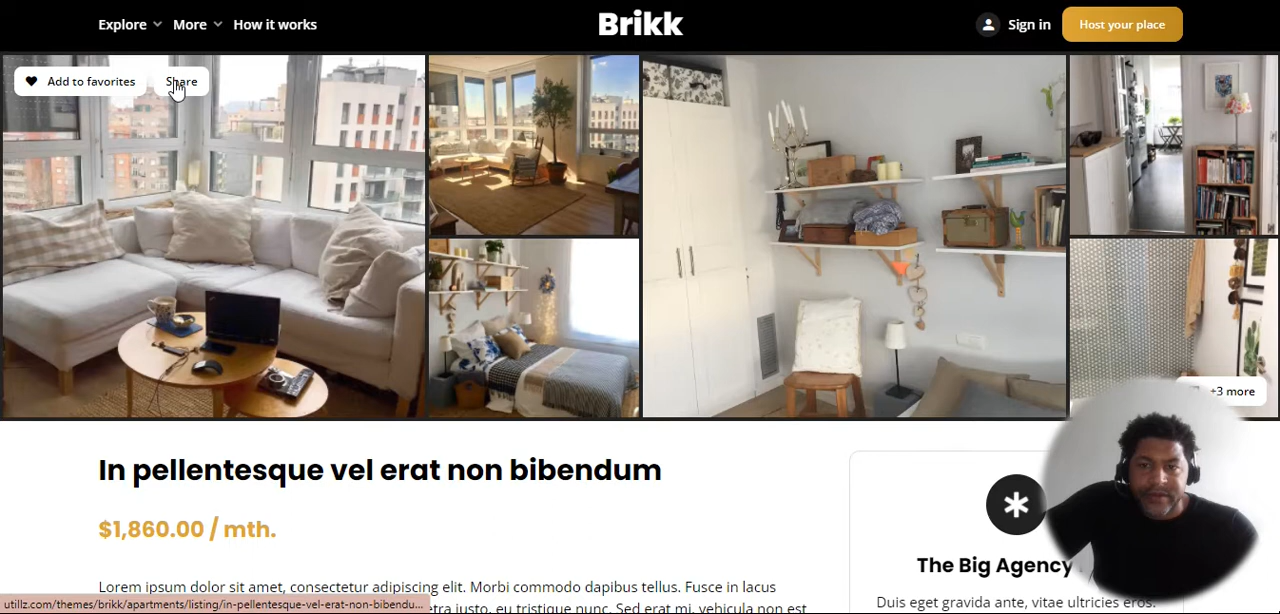 Explore More How it works
Brikk
Sign in
Host your place
Add to favorites
Share
+3 more
In pellentesque vel erat non bibendum
$1,860.00 / mth.
Lorem ipsum dolor sit amet, consectetur adipiscing elit. Morbi commodo dapibus tellus. Fusce in lacus
etra justo, eu tristique nunc. Sed erat mi, vehicula non est
The Big Agency
Duis eget gravida ante, vitae ultricies eros.
utillz.com/themes/brikk/apartments/listing/in-pellentesque-vel-erat-non-bibendu...